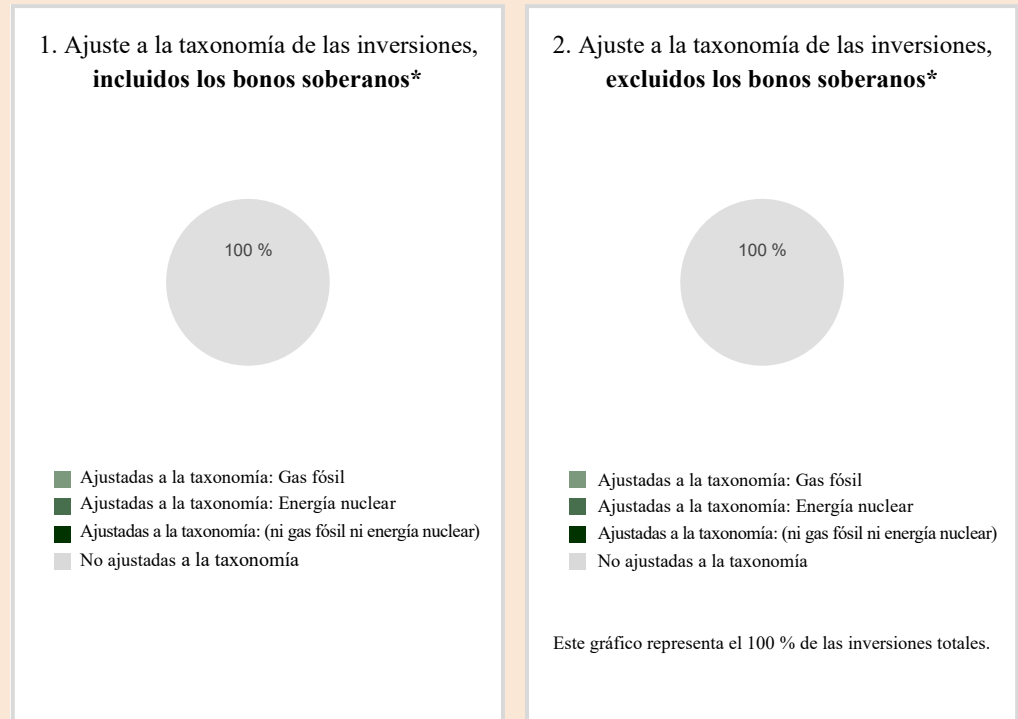 1. Ajuste a la taxonomía de las inversiones,
incluidos los bonos soberanos*
100 %
Ajustadas a la taxonomía: Gas fósil
Ajustadas a la taxonomía: Energía nuclear
Ajustadas a la taxonomía: (ni gas fósil ni energía nuclear)
No ajustadas a la taxonomía
2. Ajuste a la taxonomía de las inversiones,
excluidos los bonos soberanos*
100 %
Ajustadas a la taxonomía: Gas fósil
Ajustadas a la taxonomía: Energía nuclear
Ajustadas a la taxonomía: (ni gas fósil ni energía nuclear)
No ajustadas a la taxonomía
Este gráfico representa el 100 % de las inversiones totales.